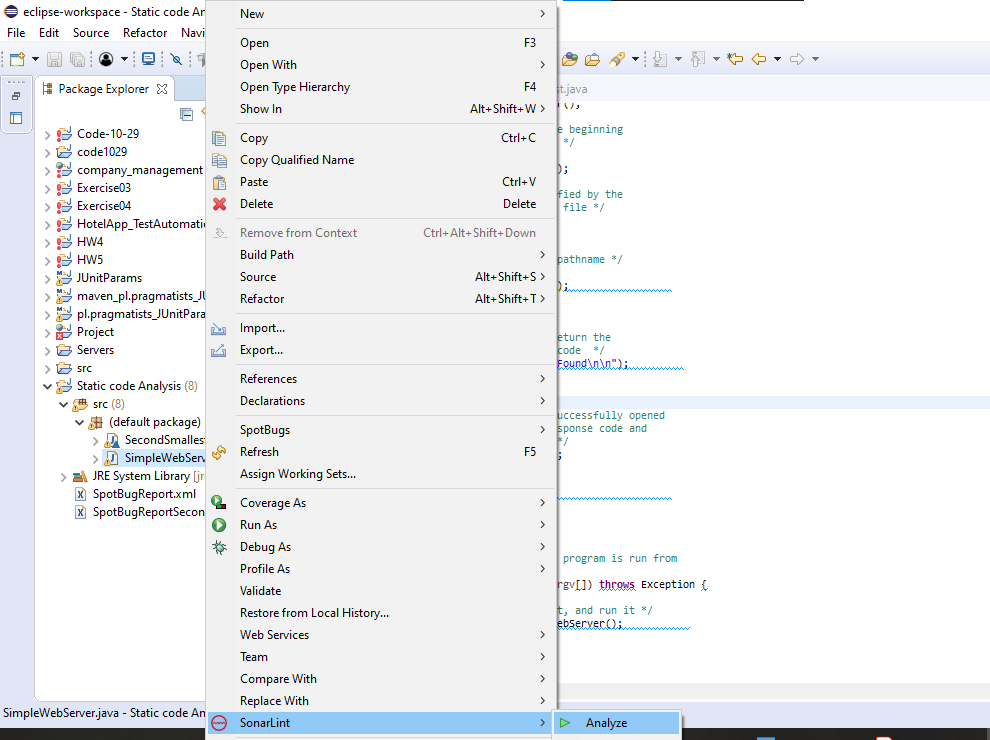 eclipse-workspace - Static code An
File Edit Source Refactor Navi
Package Explorer
Code-10-29
code1029
company_management
Exercise03
Exercise04
HotelApp_TestAutomatio
HW4
HW5
JUnitParams
maven_pl.pragmatists_JU
pl.pragmatists_JUnitPara
Project
Servers
src
Static code Analysis (8)
src (8)
(default package)
SecondSmallest
SimpleWebServ
JRE System Library [jr
SpotBugReport.xml
SpotBugReportSecon
SimpleWebServer.java - Static code An
New
Open F3
Open With
Open Type Hierarchy F4
Show In Alt+Shift+W
Copy Ctrl+C
Copy Qualified Name
Paste Ctrl+V
Delete Delete
Remove from Context Ctrl+Alt+Shift+Down
Build Path
Source Alt+Shift+S
Refactor Alt+Shift+T
Import...
Export...
References
Declarations
SpotBugs
Refresh F5
Assign Working Sets...
Coverage As
Run As
Debug As
Profile As
Validate
Restore from Local History...
Web Services
Team
Compare With
Replace With
SonarLint
Analyze
st.java
();
e beginning
*/
);
fied by the
file */
pathname */
);
eturn the
code */
Found\n\n");
uccessfully opened
sponse code and
*/
;
program is run from
rgv[]) throws Exception {
t, and run it */
ebServer();